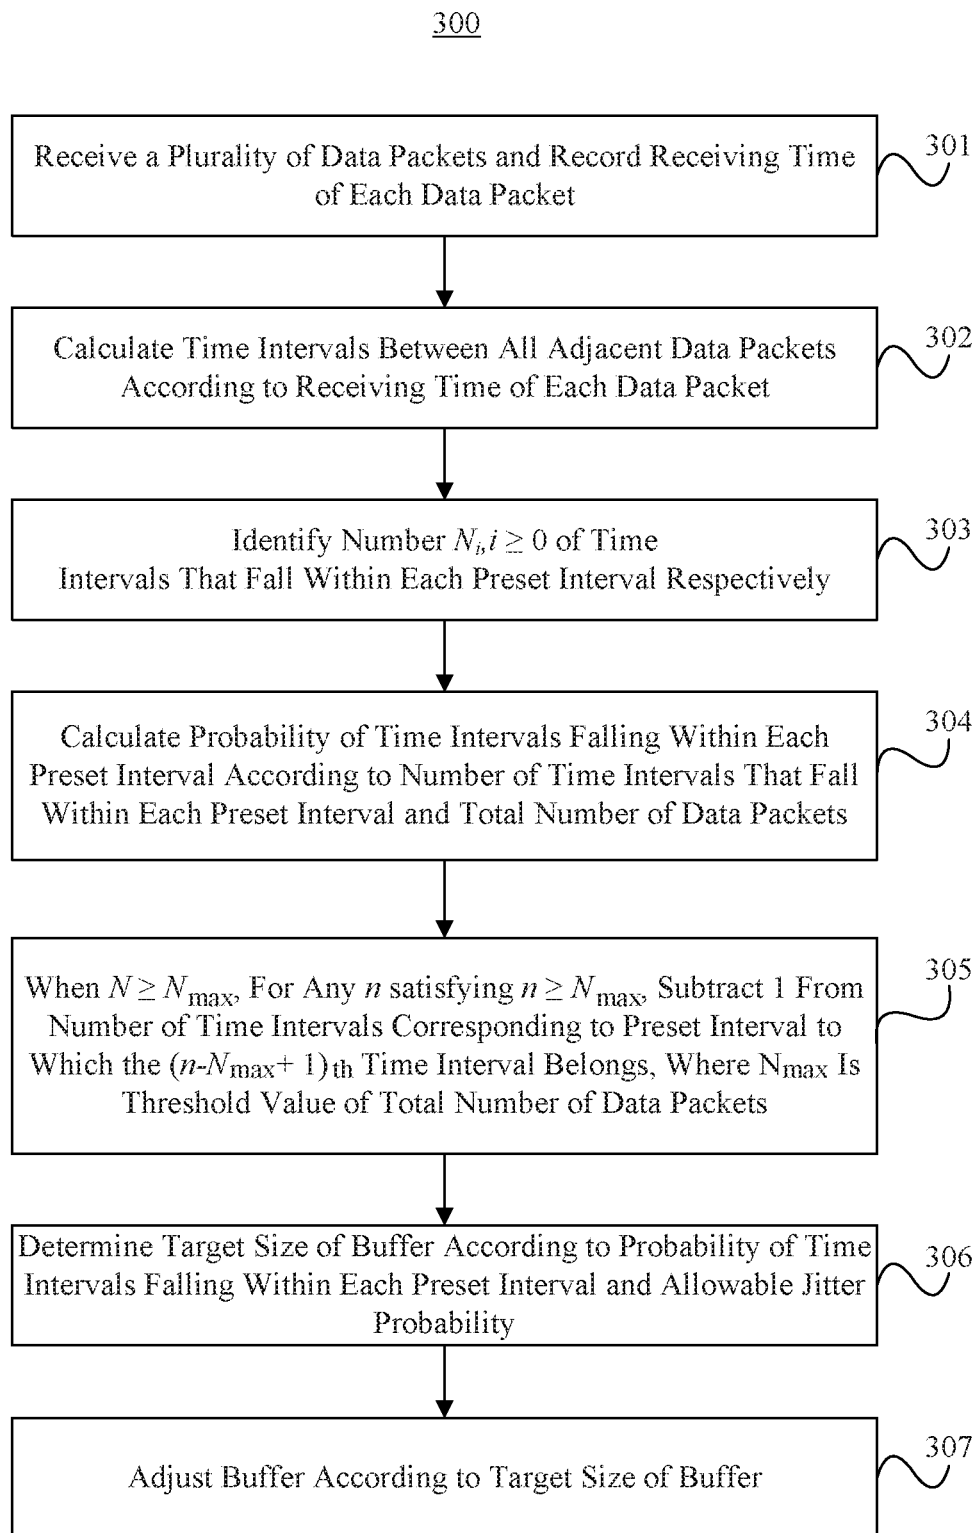 300
Receive a Plurality of Data Packets and Record Receiving Time
of Each Data Packet
301
Calculate Time Intervals Between All Adjacent Data Packets
According to Receiving Time of Each Data Packet
302
Identify Number Nᵢ, i ≥ 0 of Time
Intervals That Fall Within Each Preset Interval Respectively
303
Calculate Probability of Time Intervals Falling Within Each
Preset Interval According to Number of Time Intervals That Fall
Within Each Preset Interval and Total Number of Data Packets
304
When N ≥ Nmax, For Any n satisfying n ≥ Nmax, Subtract 1 From
Number of Time Intervals Corresponding to Preset Interval to
Which the (n-Nmax+ 1)th Time Interval Belongs, Where Nmax Is
Threshold Value of Total Number of Data Packets
305
Determine Target Size of Buffer According to Probability of Time
Intervals Falling Within Each Preset Interval and Allowable Jitter
Probability
306
Adjust Buffer According to Target Size of Buffer
307